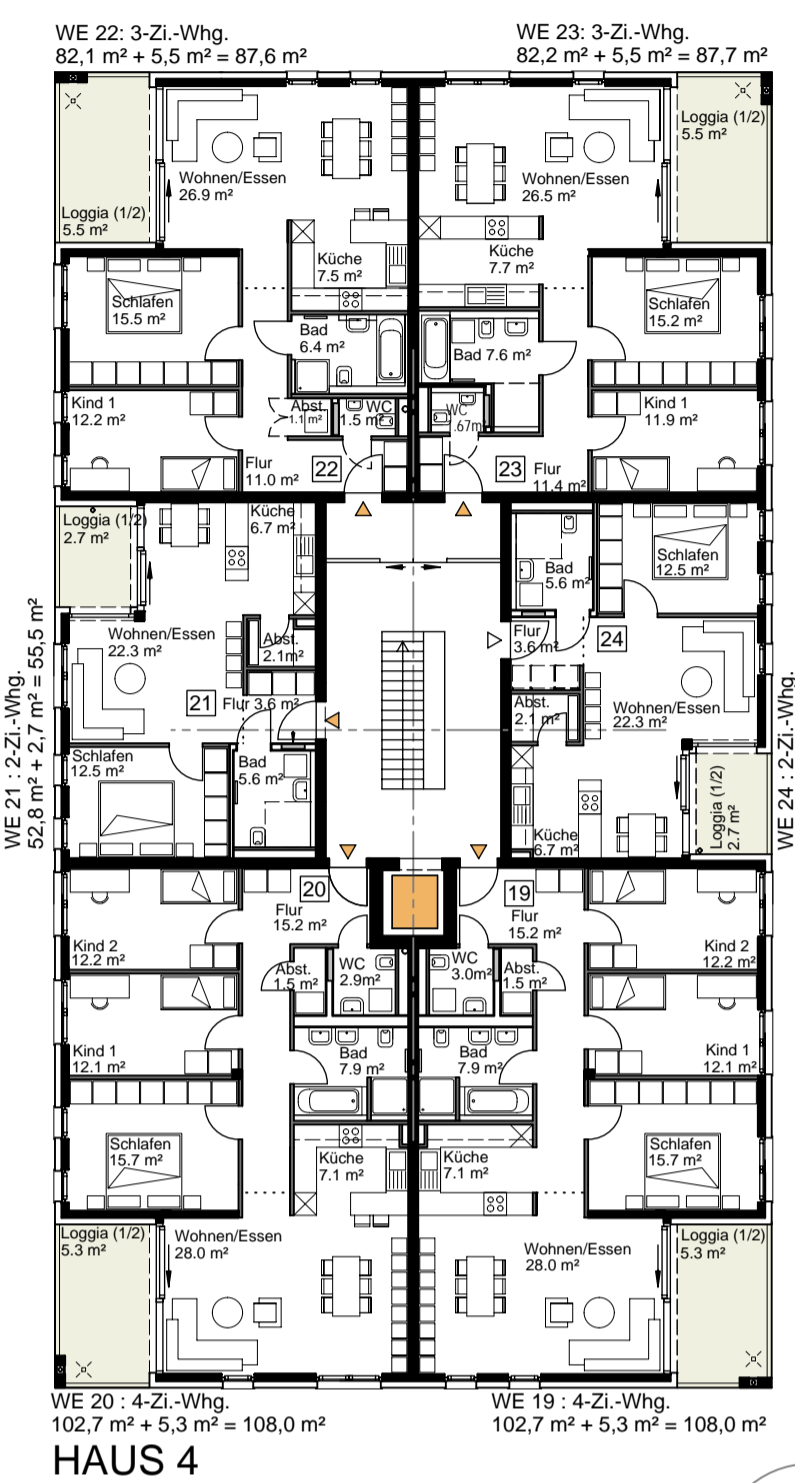 WE 22: 3-Zi.-Whg.
82,1 m² + 5,5 m² = 87,6 m²
WE 23: 3-Zi.-Whg.
82,2 m² + 5,5 m² = 87,7 m²
Loggia (1/2)
5.5 m²
Wohnen/Essen
26.9 m²
Küche
7.5 m²
Wohnen/Essen
26.5 m²
Küche
7.7 m²
Loggia (1/2)
5.5 m²
Schlafen
15.5 m²
Bad
6.4 m²
Bad 7.6 m²
Schlafen
15.2 m²
Kind 1
12.2 m²
Abst.
1.1 m²
WC
1.5 m²
WC
.67m
Kind 1
11.9 m²
Flur
11.0 m²
22
23
Flur
11.4 m²
Loggia (1/2)
2.7 m²
Küche
6.7 m²
Bad
5.6 m²
Schlafen
12.5 m²
Wohnen/Essen
22.3 m²
Abst.
2.1m²
Flur
3.6 m²
24
21
Flur 3.6 m²
Abst.
2.1 m²
Wohnen/Essen
22.3 m²
Schlafen
12.5 m²
Bad
5.6 m²
Küche
6.7 m²
Loggia (1/2)
2.7 m²
WE 21 : 2-Zi.-Whg.
52,8 m² + 2,7 m² = 55,5 m²
WE 24 : 2-Zi.-Whg.
20
Flur
15.2 m²
19
Flur
15.2 m²
Kind 2
12.2 m²
Abst.
1.5 m²
WC
2.9m²
WC
3.0m²
Abst.
1.5 m²
Kind 2
12.2 m²
Kind 1
12.1 m²
Bad
7.9 m²
Bad
7.9 m²
Kind 1
12.1 m²
Schlafen
15.7 m²
Küche
7.1 m²
Küche
7.1 m²
Schlafen
15.7 m²
Loggia (1/2)
5.3 m²
Wohnen/Essen
28.0 m²
Wohnen/Essen
28.0 m²
Loggia (1/2)
5.3 m²
WE 20 : 4-Zi.-Whg.
102,7 m² + 5,3 m² = 108,0 m²
WE 19 : 4-Zi.-Whg.
102,7 m² + 5,3 m² = 108,0 m²
HAUS 4